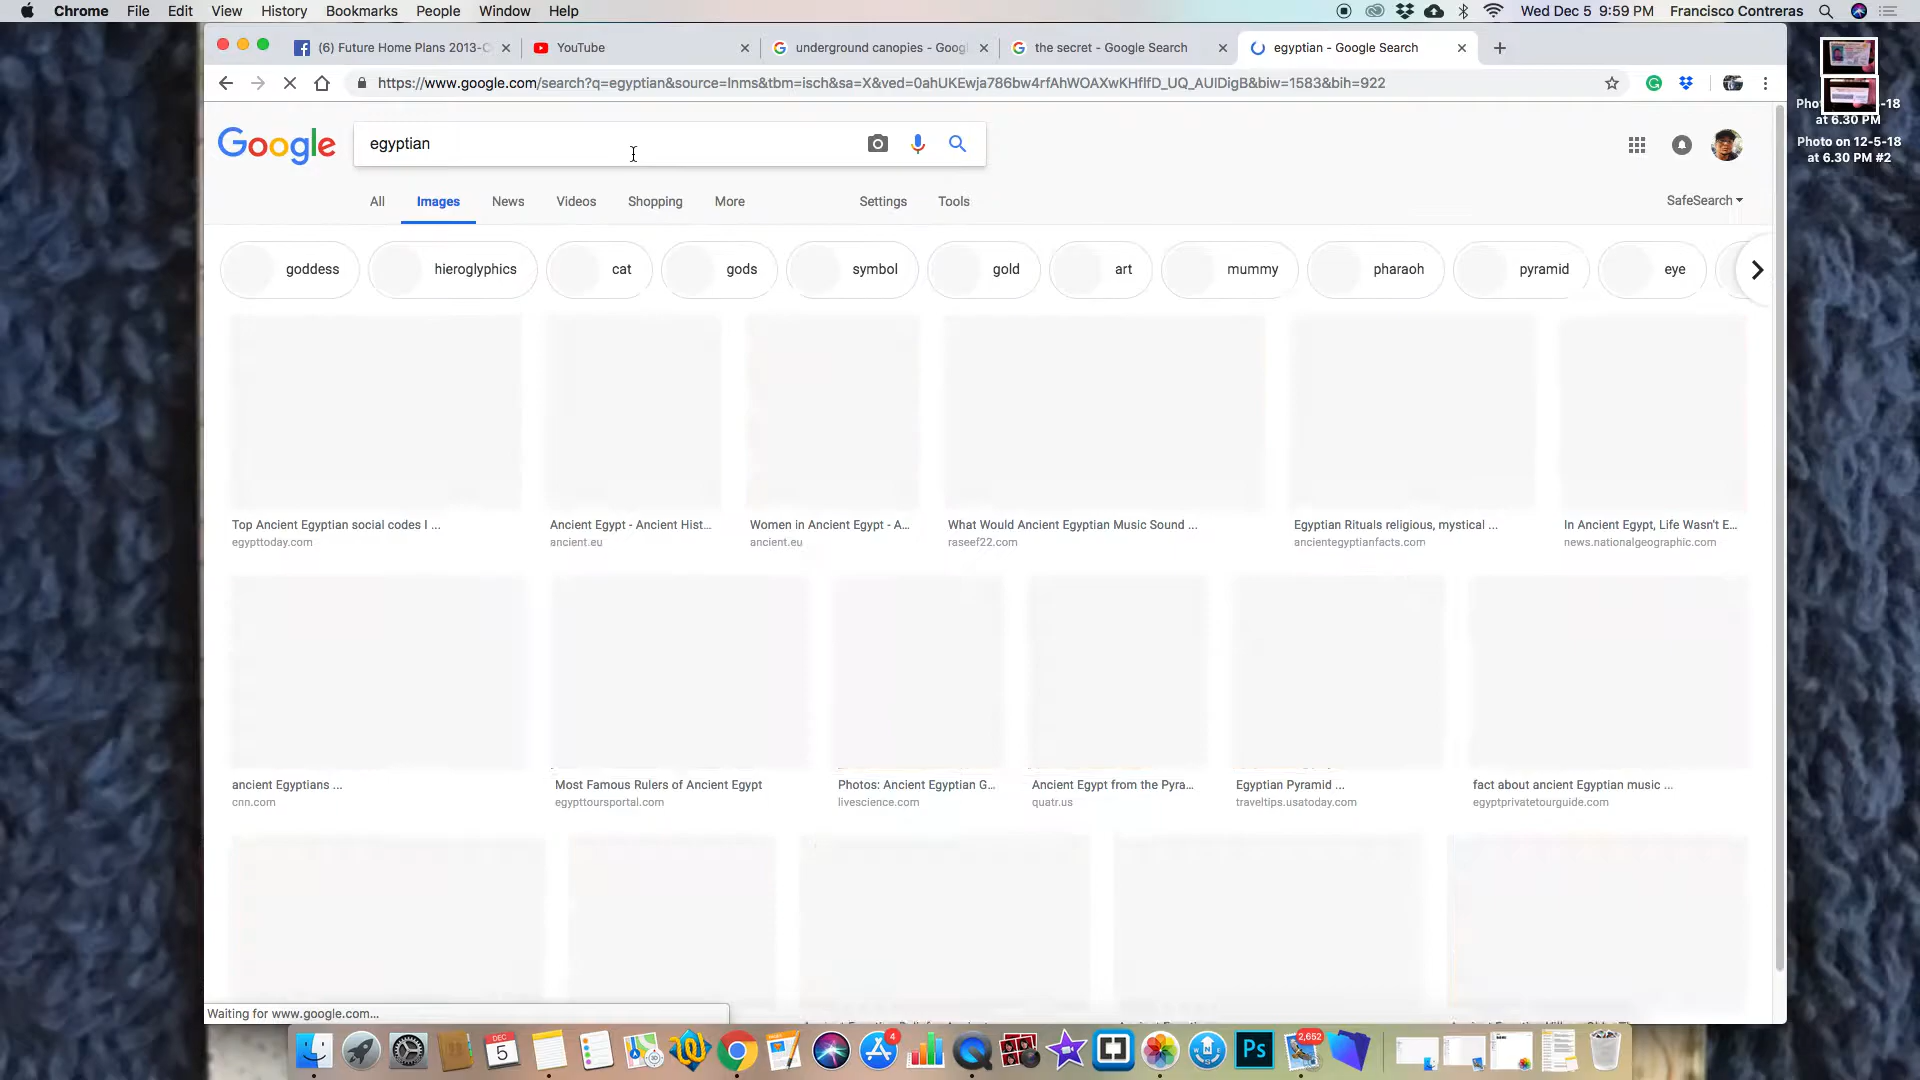 Chrome File Edit View History Bookmarks People Window Help
Wed Dec 5 9:59 PM Francisco Contreras
(6) Future Home Plans 2013-C
YouTube
underground canopies - Googl
the secret - Google Search
egyptian - Google Search
https://www.google.com/search?q=egyptian&source=lnms&tbm=isch&sa=X&ved=0ahUKEwja786bw4rfAhWOAXwKHflfD_UQ_AUIDigB&biw=1583&bih=922
-18
at 6.30 PM
Photo on 12-5-18
at 6.30 PM #2
Google
egyptian
All Images News Videos Shopping More Settings Tools
SafeSearch
goddess hieroglyphics cat gods symbol gold art mummy pharaoh pyramid eye
Top Ancient Egyptian social codes I ...
egypttoday.com
Ancient Egypt - Ancient Hist...
ancient.eu
Women in Ancient Egypt - A...
ancient.eu
What Would Ancient Egyptian Music Sound ...
raseef22.com
Egyptian Rituals religious, mystical ...
ancientegyptianfacts.com
In Ancient Egypt, Life Wasn't E...
news.nationalgeographic.com
ancient Egyptians ...
cnn.com
Most Famous Rulers of Ancient Egypt
egypttoursportal.com
Photos: Ancient Egyptian G...
livescience.com
Ancient Egypt from the Pyra...
quatr.us
Egyptian Pyramid ...
traveltips.usatoday.com
fact about ancient Egyptian music ...
egyptprivatetourguide.com
Waiting for www.google.com...
DEC
5
3D
4
Ps
2,652